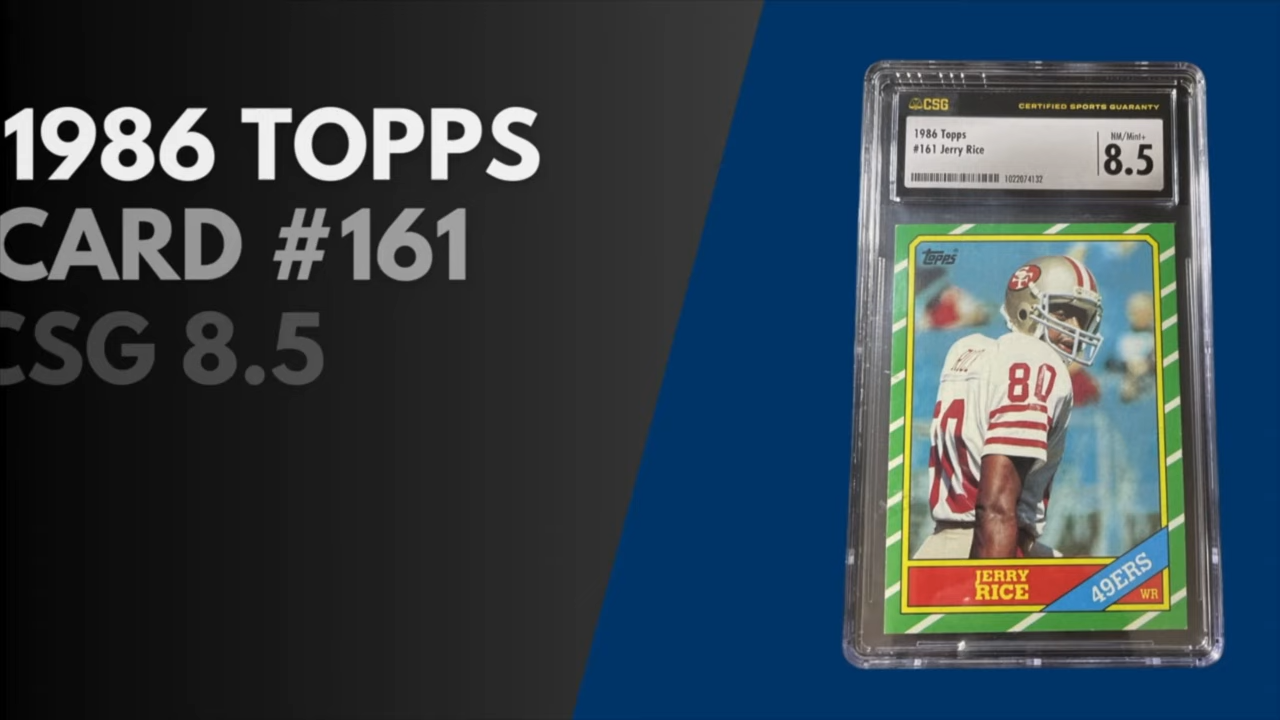 1986 TOPPS
CARD #161
CSG 8.5
CSG
CERTIFIED SPORTS GUARANTY
1986 Topps
#161 Jerry Rice
NM/Mint+
8.5
1022074132
topps
80
JERRY
RICE
49ERS
WR